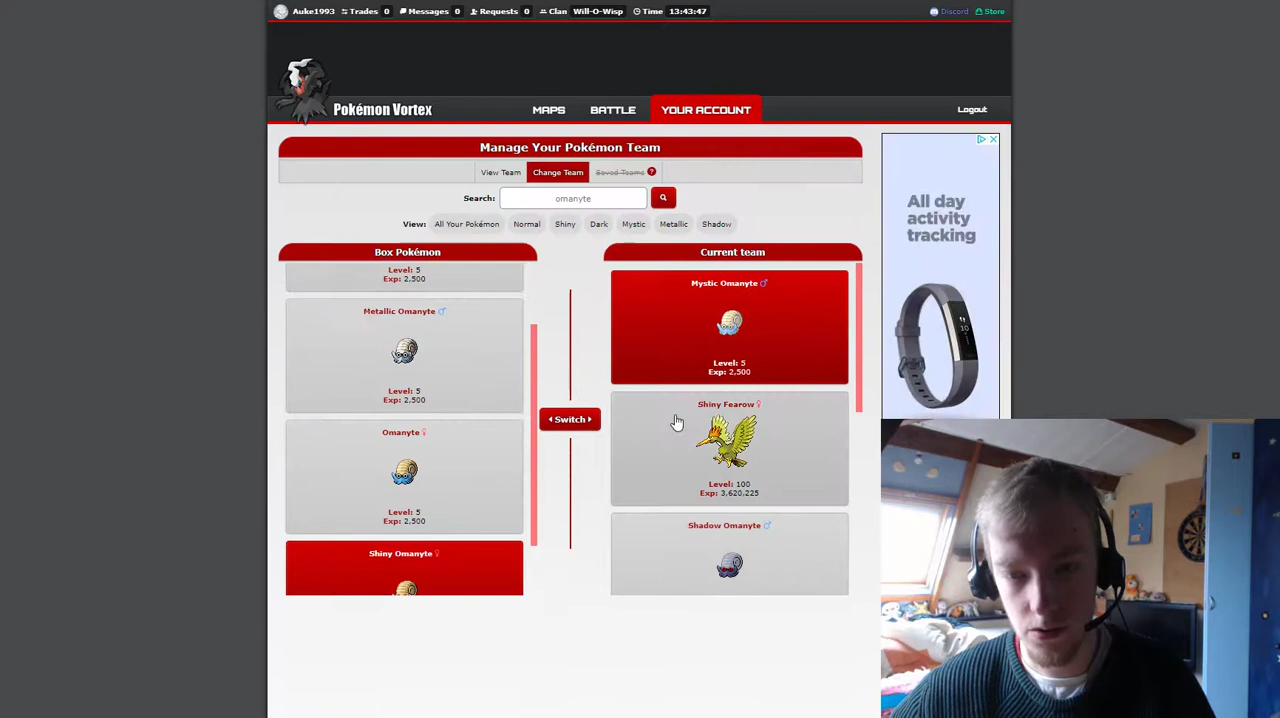 Auke1993 Trades 0 Messages 0 Requests 0 Clan Will-O-Wisp Time 13:43:47 Discord Store
Pokémon Vortex MAPS BATTLE YOUR ACCOUNT Logout
Manage Your Pokémon Team
View Team Change Team Saved Teams ?
Search: omanyte
View: All Your Pokémon Normal Shiny Dark Mystic Metallic Shadow
Box Pokémon
Level: 5
Exp: 2,500
Metallic Omanyte ♂
Level: 5
Exp: 2,500
Omanyte ♀
Level: 5
Exp: 2,500
Shiny Omanyte ♀
Switch
Current team
Mystic Omanyte ♂
Level: 5
Exp: 2,500
Shiny Fearow ♀
Level: 100
Exp: 3,620,225
Shadow Omanyte ♂
All day
activity
tracking